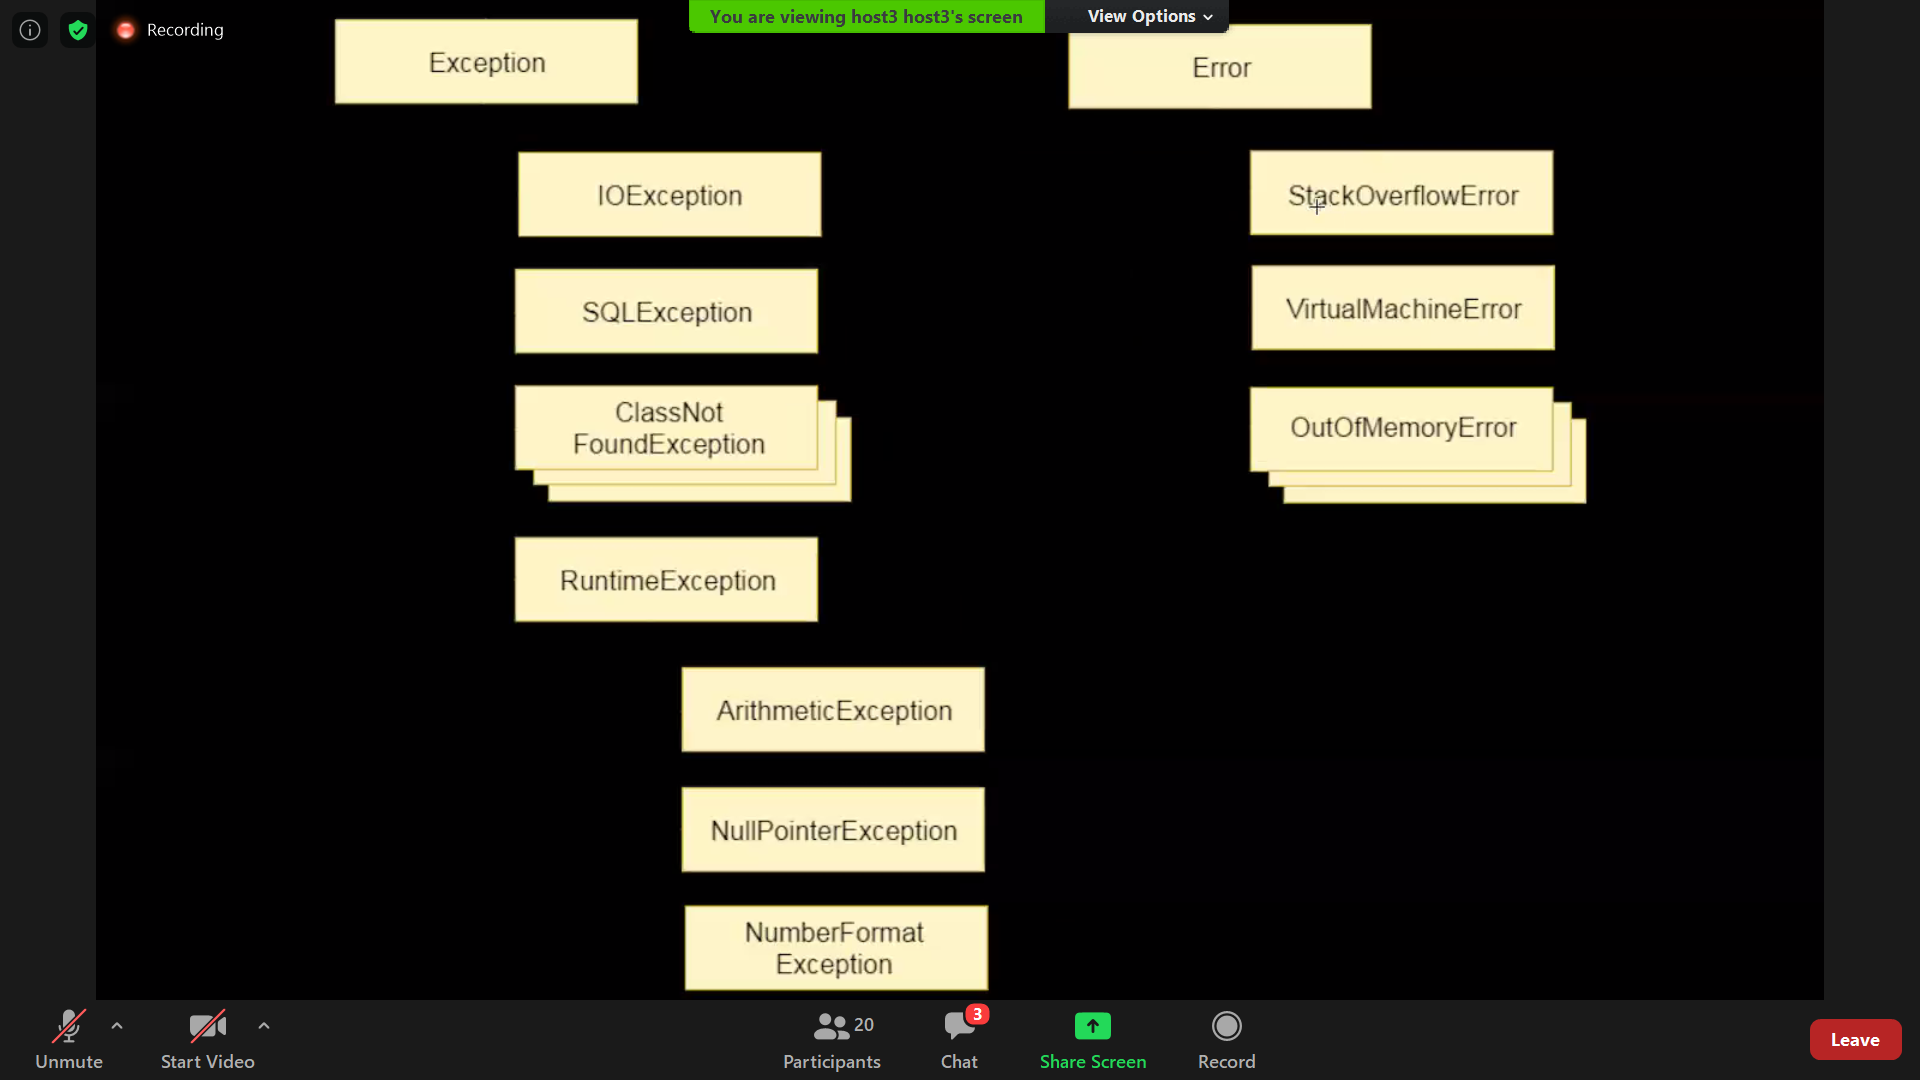 Recording
You are viewing host3 host3's screen
View Options
Exception
Error
IOException
StackOverflowError
SQLException
VirtualMachineError
ClassNot
FoundException
OutOfMemoryError
RuntimeException
ArithmeticException
NullPointerException
NumberFormat
Exception
Unmute
Start Video
20
Participants
3
Chat
Share Screen
Record
Leave